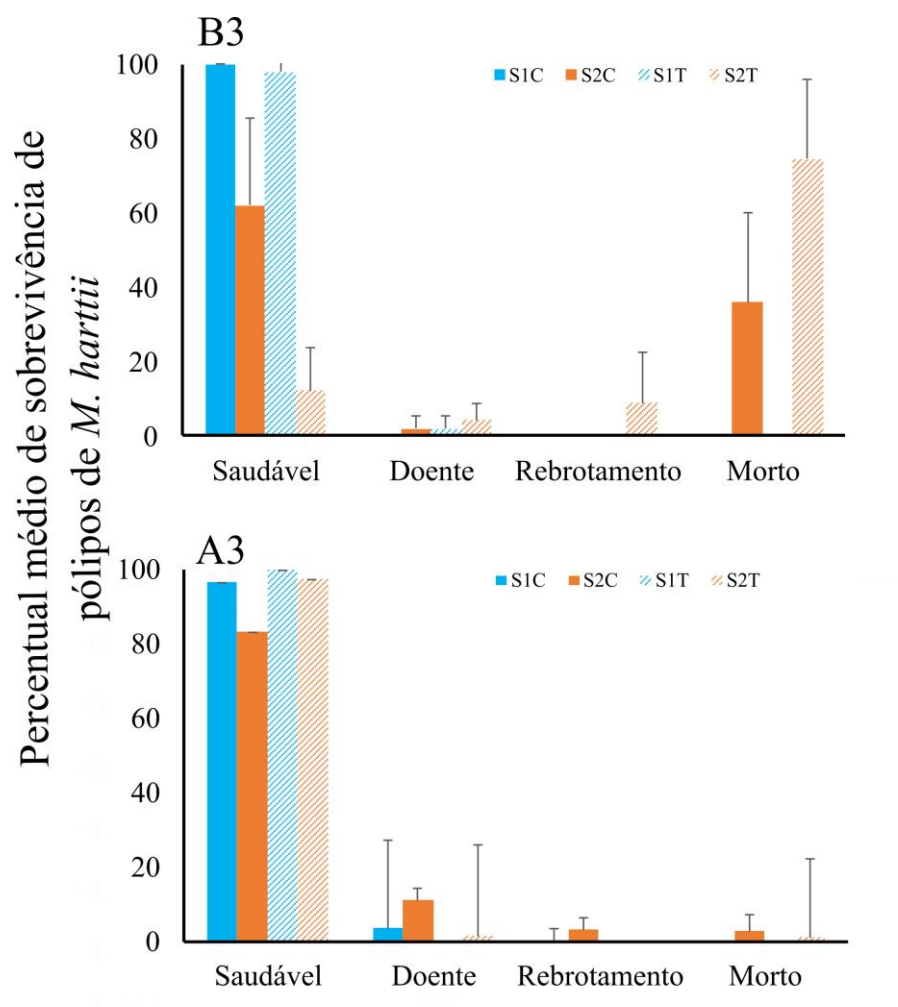 Percentual médio de sobrevivência de
pólipos de M. harttii
B3
S1C S2C S1T S2T
100
80
60
40
20
0
Saudável Doente Rebrotamento Morto
A3
S1C S2C S1T S2T
100
80
60
40
20
0
Saudável Doente Rebrotamento Morto